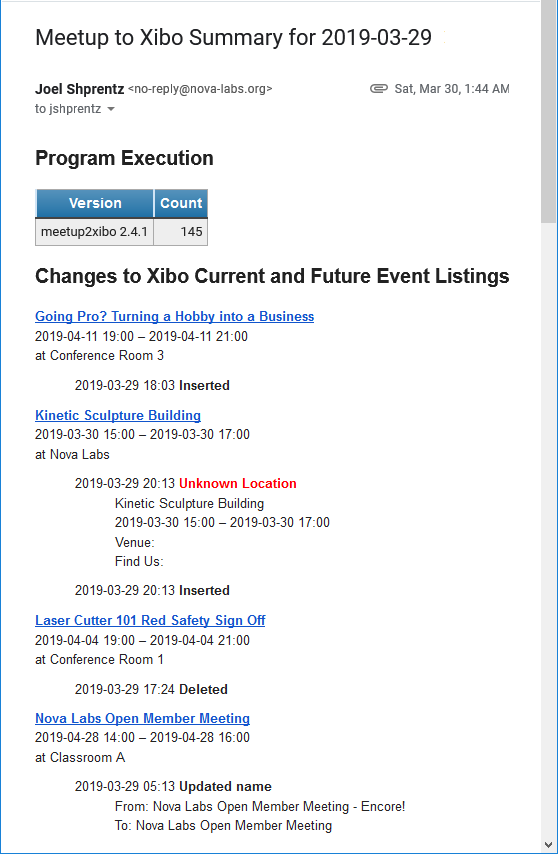 Meetup to Xibo Summary for 2019-03-29
Joel Shprentz <no-reply@nova-labs.org> Sat, Mar 30, 1:44 AM
to jshprentz
Program Execution
Version Count
meetup2xibo 2.4.1 145
Changes to Xibo Current and Future Event Listings
Going Pro? Turning a Hobby into a Business
2019-04-11 19:00 – 2019-04-11 21:00
at Conference Room 3
2019-03-29 18:03 Inserted
Kinetic Sculpture Building
2019-03-30 15:00 – 2019-03-30 17:00
at Nova Labs
2019-03-29 20:13 Unknown Location
Kinetic Sculpture Building
2019-03-30 15:00 – 2019-03-30 17:00
Venue:
Find Us:
2019-03-29 20:13 Inserted
Laser Cutter 101 Red Safety Sign Off
2019-04-04 19:00 – 2019-04-04 21:00
at Conference Room 1
2019-03-29 17:24 Deleted
Nova Labs Open Member Meeting
2019-04-28 14:00 – 2019-04-28 16:00
at Classroom A
2019-03-29 05:13 Updated name
From: Nova Labs Open Member Meeting - Encore!
To: Nova Labs Open Member Meeting